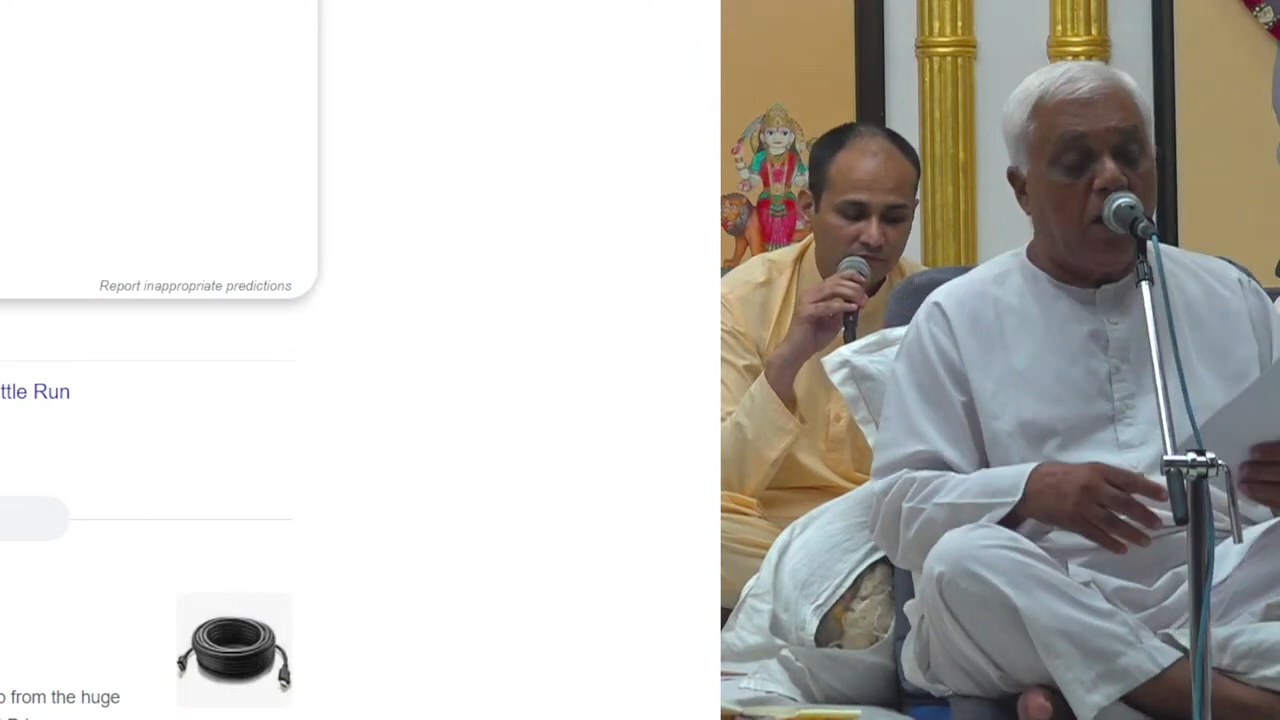 Report inappropriate predictions
ttle Run
o from the huge